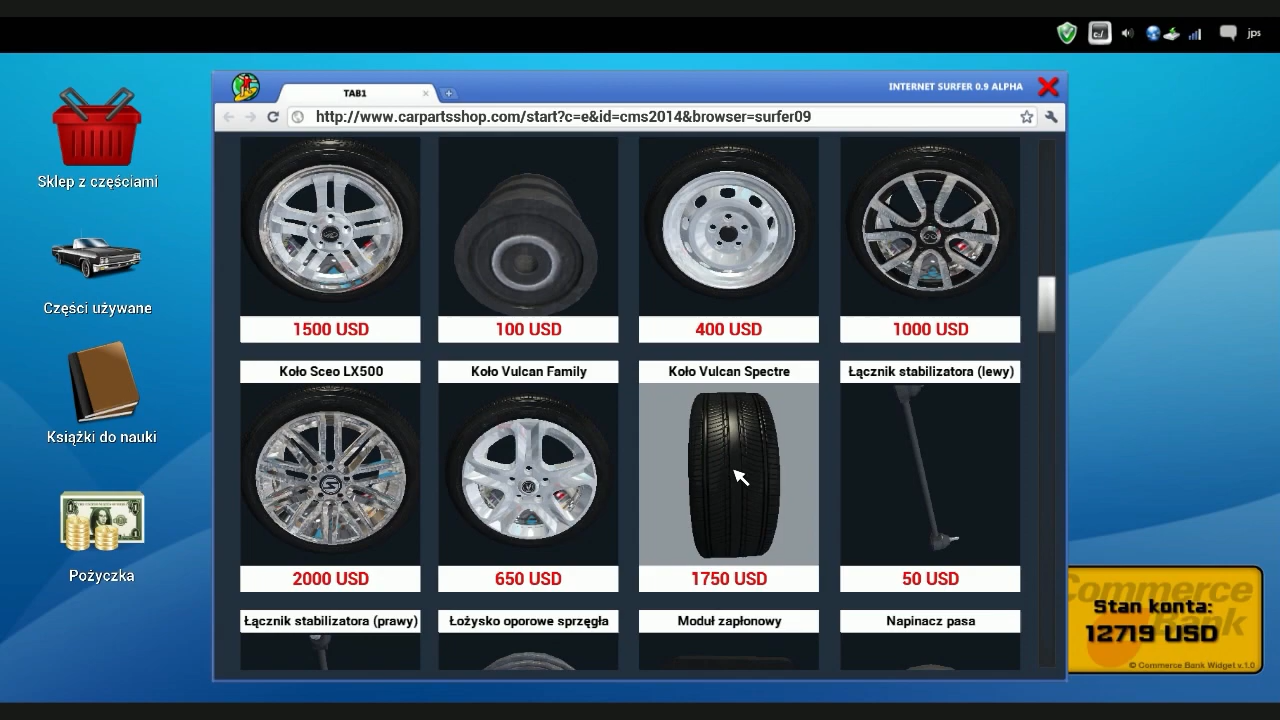 c:/
jps
TAB1
INTERNET SURFER 0.9 ALPHA
http://www.carpartsshop.com/start?c=e&id=cms2014&browser=surfer09
Sklep z częściami
Części używane
Książki do nauki
Pożyczka
1500 USD
100 USD
400 USD
1000 USD
Koło Sceo LX500
Koło Vulcan Family
Koło Vulcan Spectre
Łącznik stabilizatora (lewy)
2000 USD
650 USD
1750 USD
50 USD
Łącznik stabilizatora (prawy)
Łożysko oporowe sprzęgła
Moduł zapłonowy
Napinacz pasa
Commerce
Bank
Stan konta:
12719 USD
© Commerce Bank Widget v.1.0